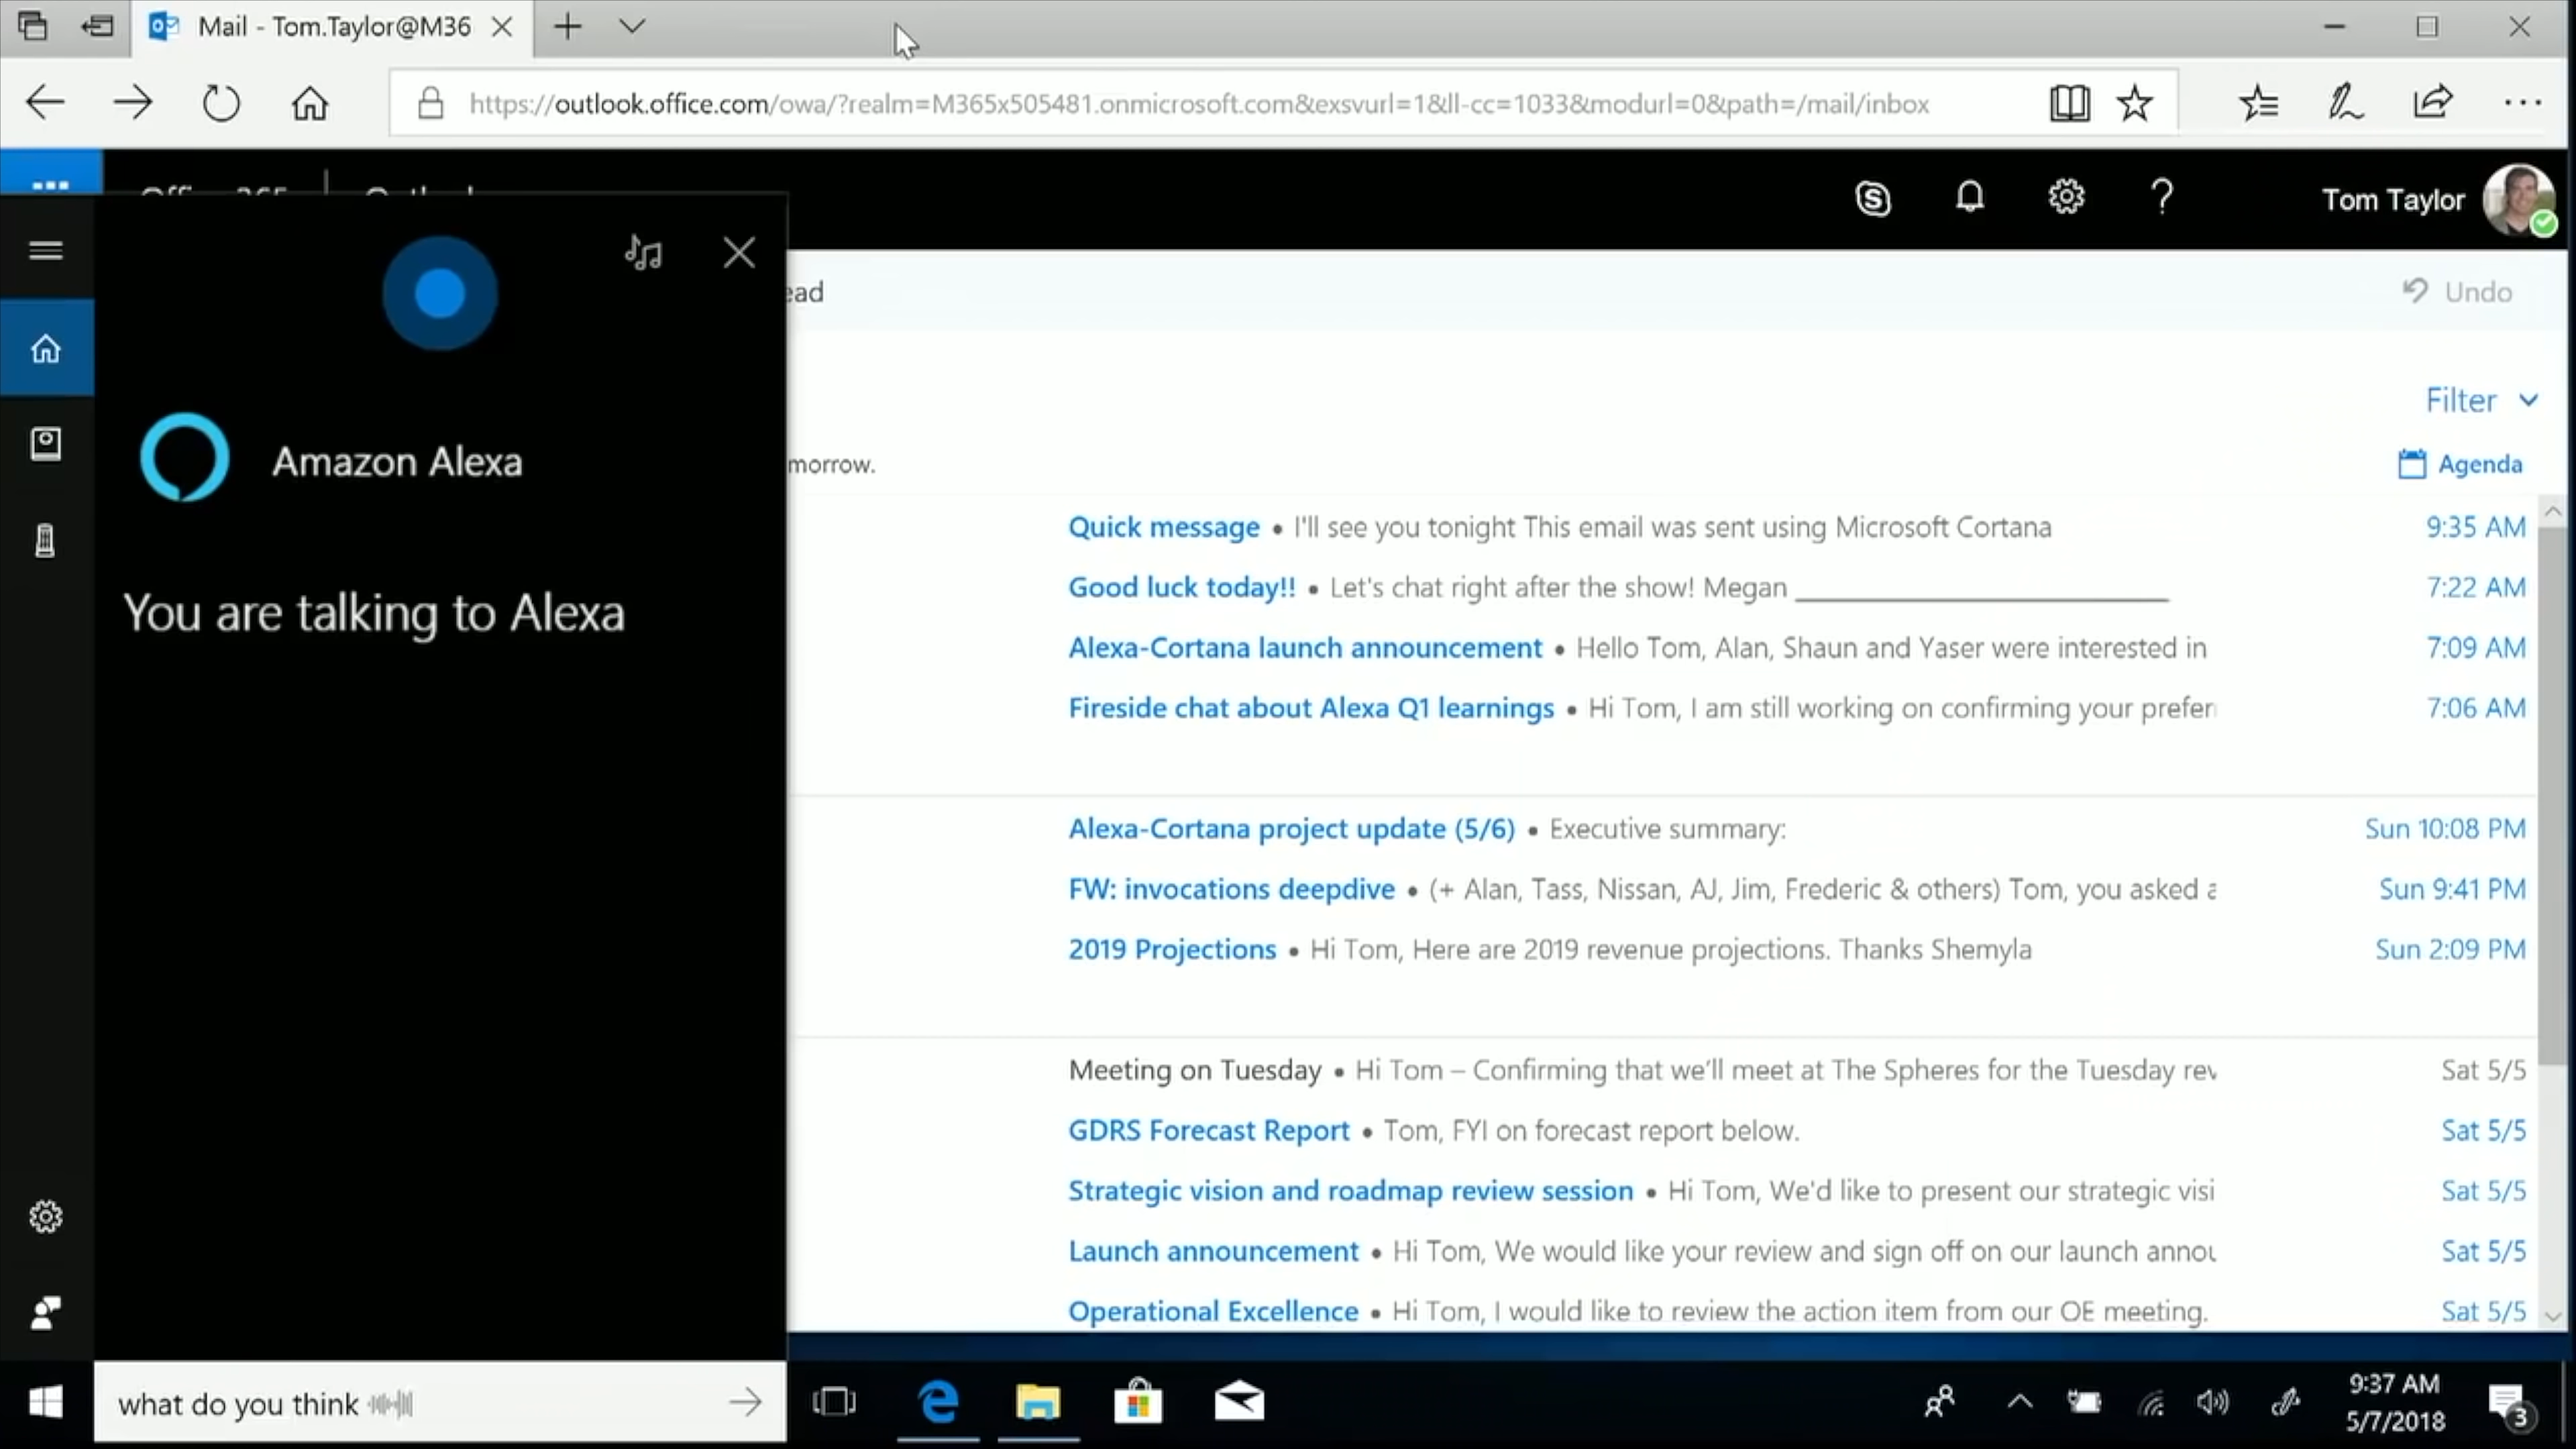 Mail - Tom.Taylor@M36
https://outlook.office.com/owa/?realm=M365x505481.onmicrosoft.com&exsvurl=1&ll-cc=1033&modurl=0&path=/mail/inbox
Office 365 Outlook
Tom Taylor
Undo
Filter
Amazon Alexa
morrow.
Agenda
You are talking to Alexa
Quick message • I'll see you tonight This email was sent using Microsoft Cortana 9:35 AM
Good luck today!! • Let's chat right after the show! Megan 7:22 AM
Alexa-Cortana launch announcement • Hello Tom, Alan, Shaun and Yaser were interested in 7:09 AM
Fireside chat about Alexa Q1 learnings • Hi Tom, I am still working on confirming your prefer 7:06 AM
Alexa-Cortana project update (5/6) • Executive summary: Sun 10:08 PM
FW: invocations deepdive • (+ Alan, Tass, Nissan, AJ, Jim, Frederic & others) Tom, you asked a Sun 9:41 PM
2019 Projections • Hi Tom, Here are 2019 revenue projections. Thanks Shemyla Sun 2:09 PM
Meeting on Tuesday • Hi Tom – Confirming that we'll meet at The Spheres for the Tuesday rev Sat 5/5
GDRS Forecast Report • Tom, FYI on forecast report below. Sat 5/5
Strategic vision and roadmap review session • Hi Tom, We'd like to present our strategic visi Sat 5/5
Launch announcement • Hi Tom, We would like your review and sign off on our launch annou Sat 5/5
Operational Excellence • Hi Tom, I would like to review the action item from our OE meeting. Sat 5/5
what do you think
9:37 AM
5/7/2018
3